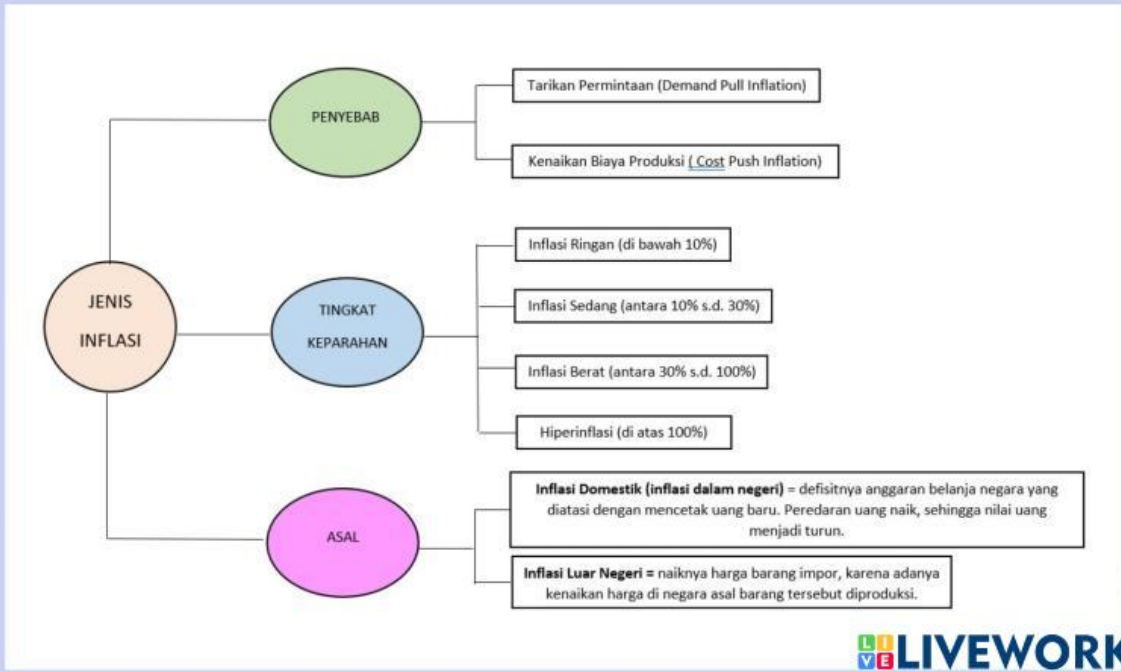 PENYEBAB
Tarikan Permintaan (Demand Pull Inflation)
Kenaikan Biaya Produksi ( Cost Push Inflation)
JENIS
INFLASI
TINGKAT
KEPARAHAN
Inflasi Ringan (di bawah 10%)
Inflasi Sedang (antara 10% s.d. 30%)
Inflasi Berat (antara 30% s.d. 100%)
Hiperinflasi (di atas 100%)
ASAL
Inflasi Domestik (inflasi dalam negeri) = defisitnya anggaran belanja negara yang
diatasi dengan mencetak uang baru. Peredaran uang naik, sehingga nilai uang
menjadi turun.
Inflasi Luar Negeri = naiknya harga barang impor, karena adanya
kenaikan harga di negara asal barang tersebut diproduksi.
LIVE LIVEWORK